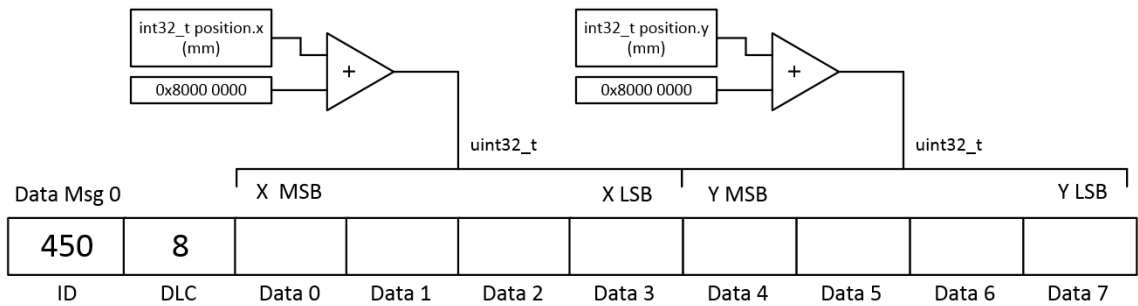 int32_t position.x
(mm)
+
0x8000 0000
int32_t position.y
(mm)
+
0x8000 0000
uint32_t
uint32_t
Data Msg 0
X MSB
X LSB
Y MSB
Y LSB
450
8
ID
DLC
Data 0
Data 1
Data 2
Data 3
Data 4
Data 5
Data 6
Data 7